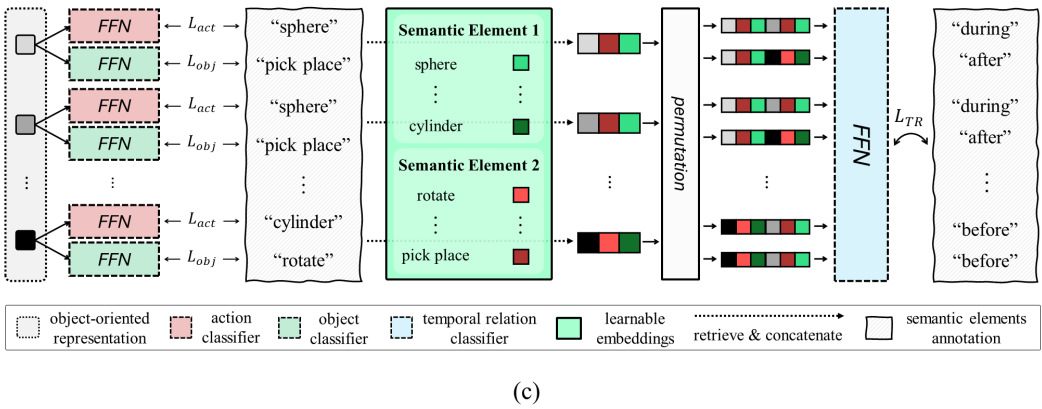 FFN L_act "sphere"
FFN L_obj "pick place"
FFN L_act "sphere"
FFN L_obj "pick place"
⋮ ⋮ ⋮
FFN L_act "cylinder"
FFN L_obj "rotate"
Semantic Element 1
sphere
⋮ ⋮
cylinder
Semantic Element 2
rotate
⋮ ⋮
pick place
⋮
permutation
⋮
FFN
L_TR
"during"
"after"
"during"
"after"
⋮
"before"
"before"
object-oriented
representation
action
classifier
object
classifier
temporal relation
classifier
learnable
embeddings
retrieve & concatenate
semantic elements
annotation
(c)